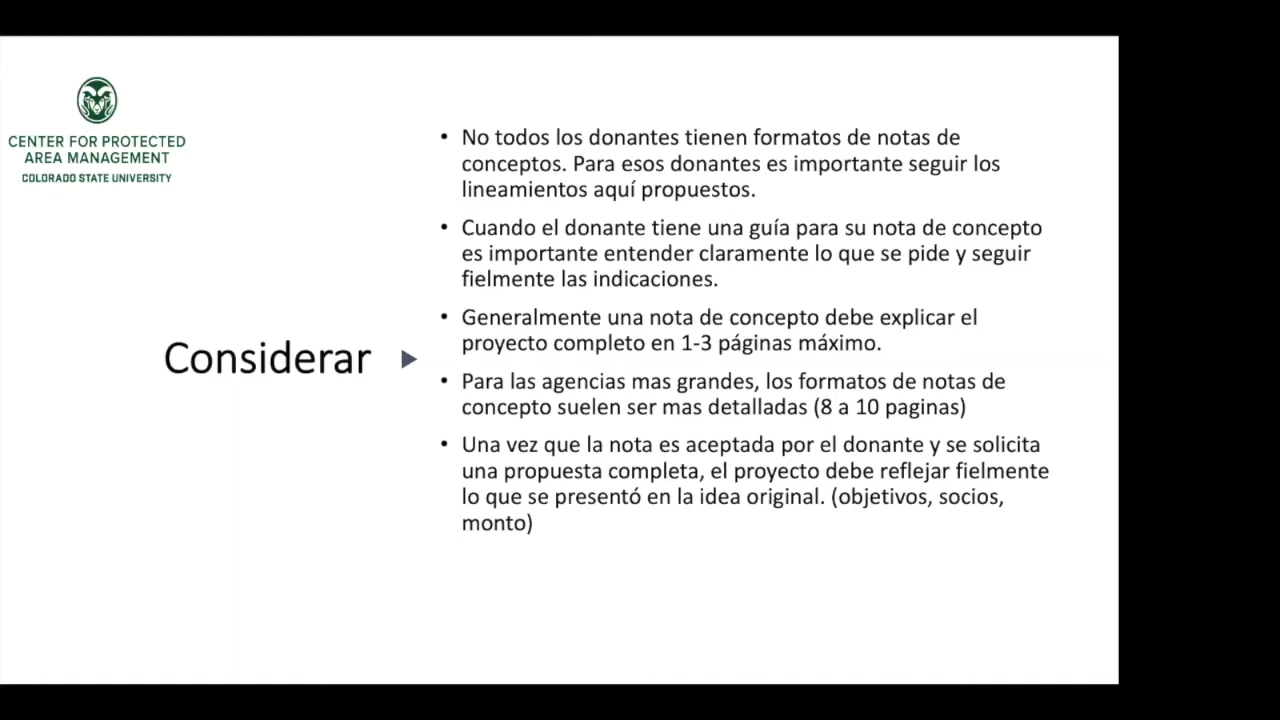 CENTER FOR PROTECTED
AREA MANAGEMENT
COLORADO STATE UNIVERSITY
Considerar
• No todos los donantes tienen formatos de notas de
conceptos. Para esos donantes es importante seguir los
lineamientos aquí propuestos.
• Cuando el donante tiene una guía para su nota de concepto
es importante entender claramente lo que se pide y seguir
fielmente las indicaciones.
• Generalmente una nota de concepto debe explicar el
proyecto completo en 1-3 páginas máximo.
• Para las agencias mas grandes, los formatos de notas de
concepto suelen ser mas detalladas (8 a 10 paginas)
• Una vez que la nota es aceptada por el donante y se solicita
una propuesta completa, el proyecto debe reflejar fielmente
lo que se presentó en la idea original. (objetivos, socios,
monto)